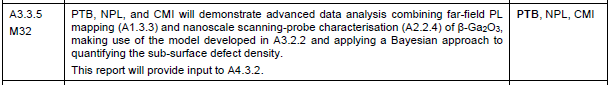 A3.3.5
M32
PTB, NPL, and CMI will demonstrate advanced data analysis combining far-field PL
mapping (A1.3.3) and nanoscale scanning-probe characterisation (A2.2.4) of β-Ga₂O₃,
making use of the model developed in A3.2.2 and applying a Bayesian approach to
quantifying the sub-surface defect density.
This report will provide input to A4.3.2.
PTB, NPL, CMI